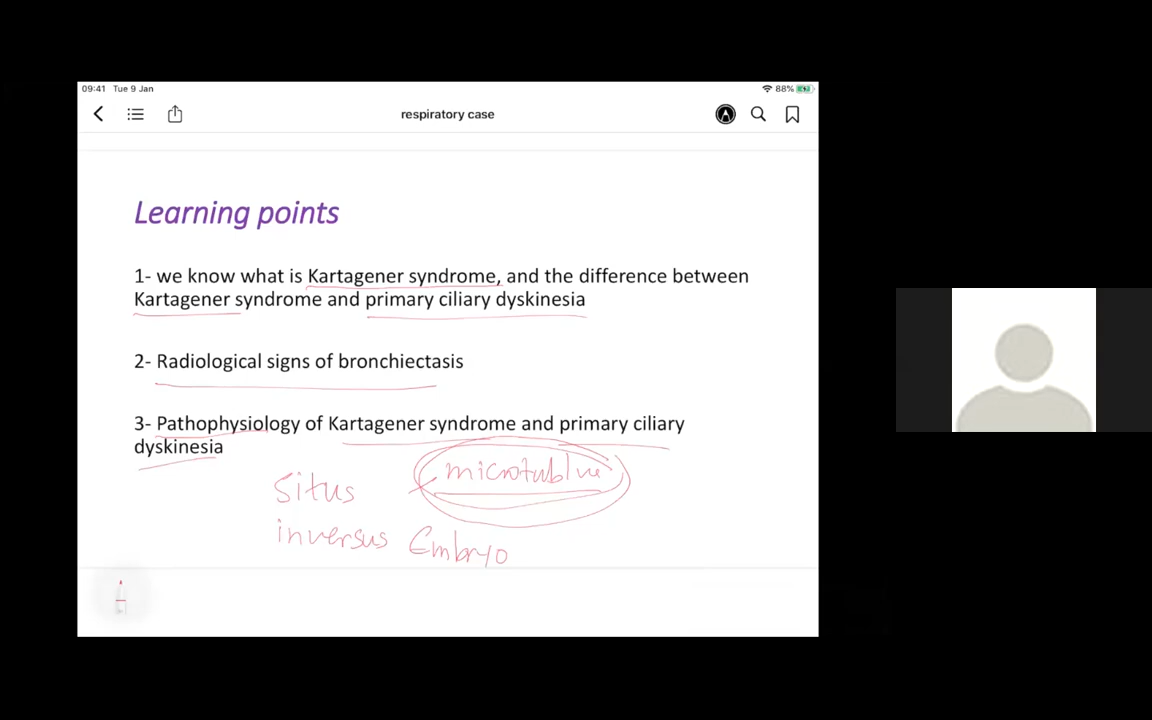 09:41 Tue 9 Jan
88%
respiratory case
Learning points
1- we know what is Kartagener syndrome, and the difference between
Kartagener syndrome and primary ciliary dyskinesia
2- Radiological signs of bronchiectasis
3- Pathophysiology of Kartagener syndrome and primary ciliary
dyskinesia
Situs
inversus
Embryo